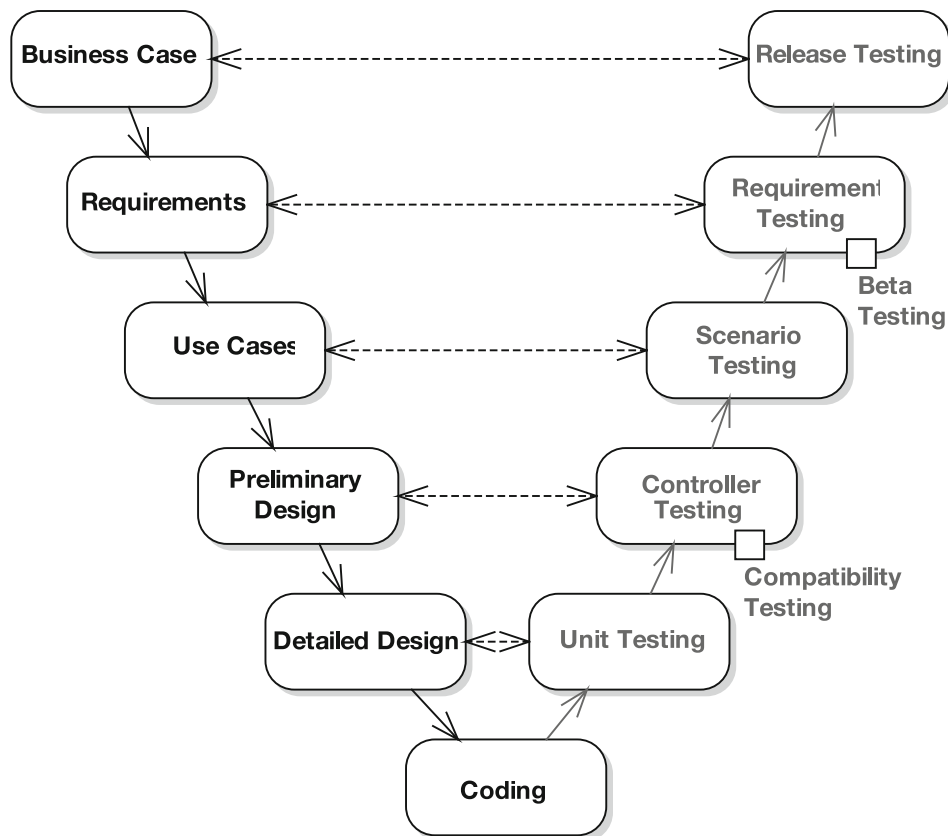 Business Case
Release Testing
Requirements
Requirement
Testing
Beta
Testing
Use Cases
Scenario
Testing
Preliminary
Design
Controller
Testing
Compatibility
Testing
Detailed Design
Unit Testing
Coding